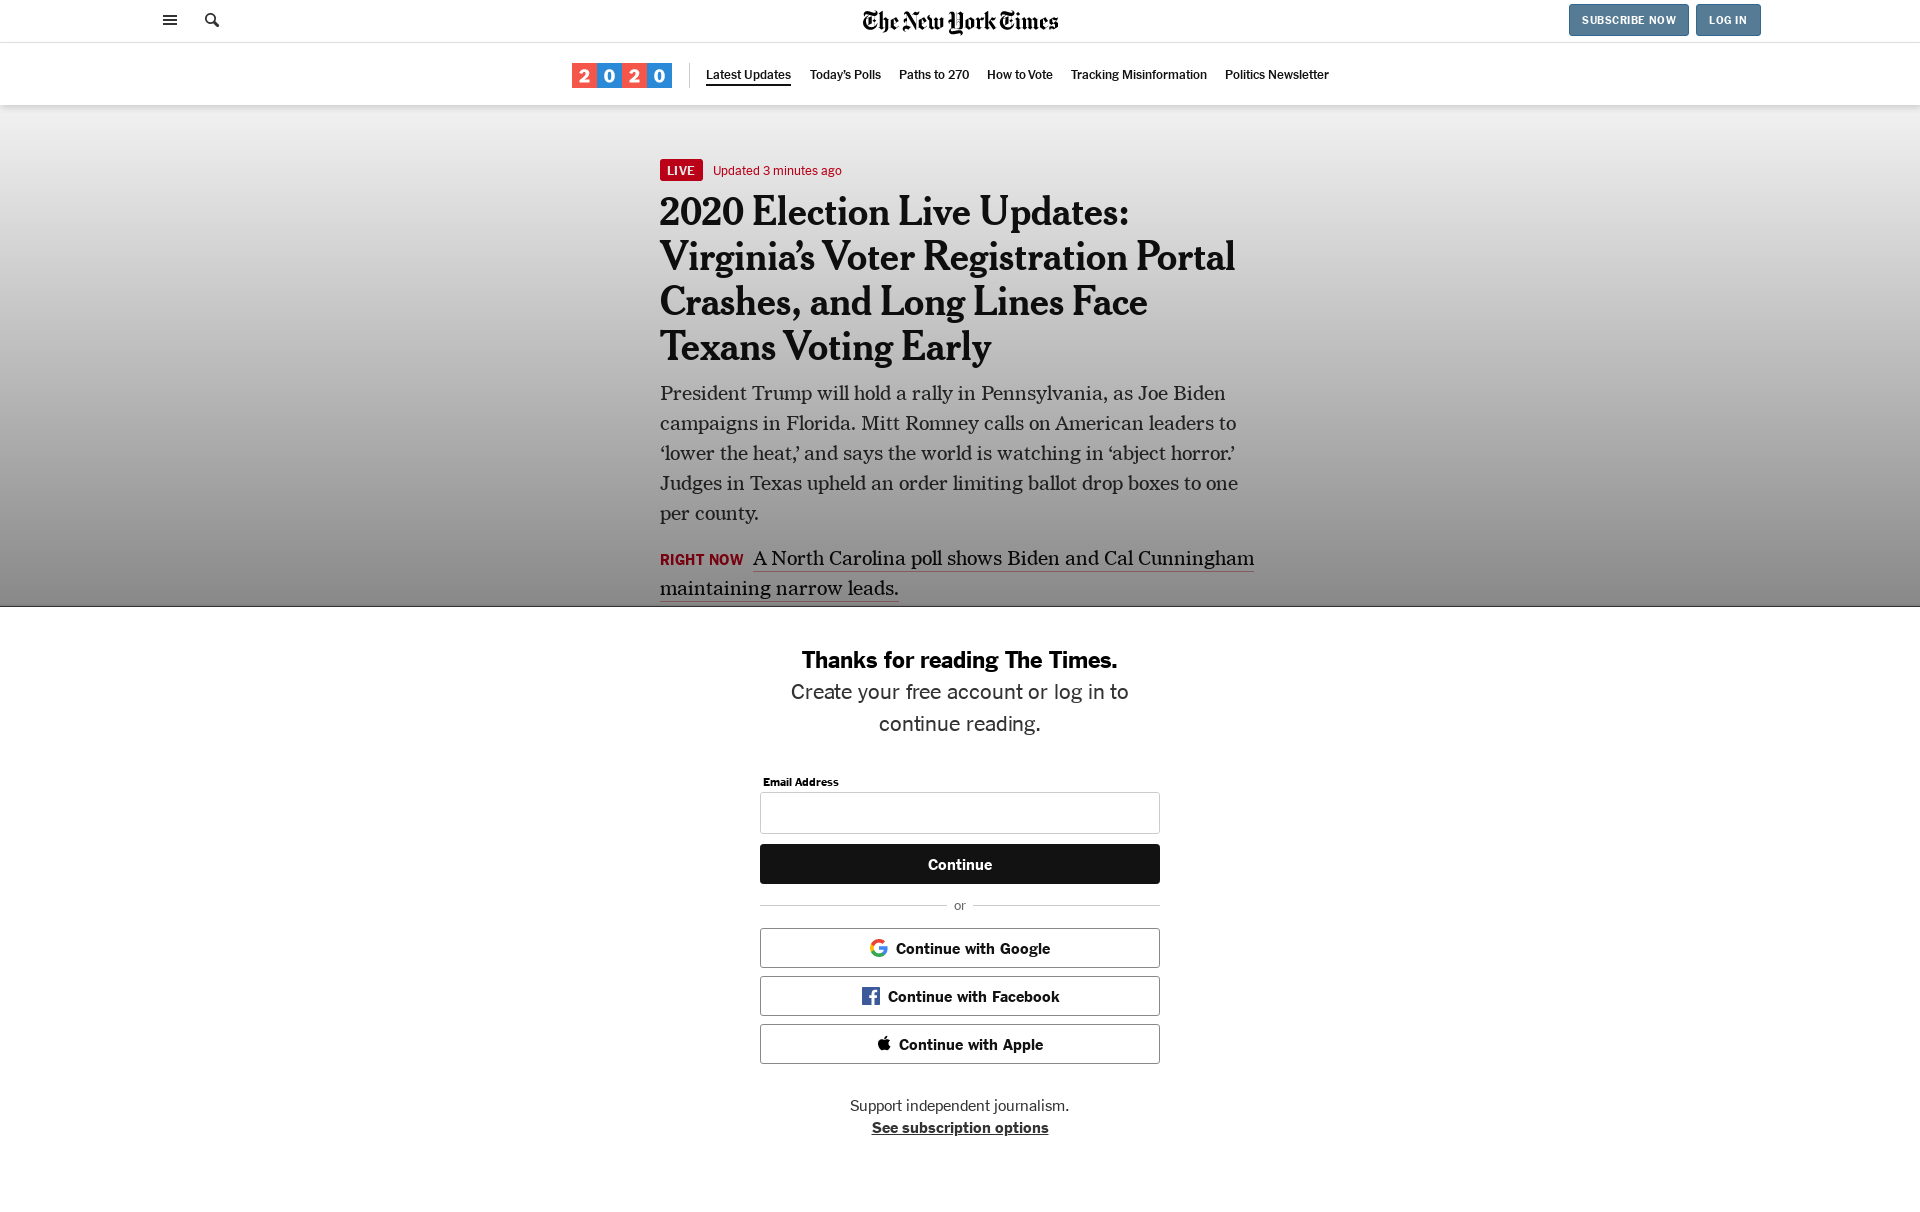 The New York Times
SUBSCRIBE NOW
LOG IN
2020
Latest Updates
Today's Polls
Paths to 270
How to Vote
Tracking Misinformation
Politics Newsletter
LIVE
Updated 3 minutes ago
2020 Election Live Updates:
Virginia’s Voter Registration Portal
Crashes, and Long Lines Face
Texans Voting Early
President Trump will hold a rally in Pennsylvania, as Joe Biden
campaigns in Florida. Mitt Romney calls on American leaders to
‘lower the heat,’ and says the world is watching in ‘abject horror.’
Judges in Texas upheld an order limiting ballot drop boxes to one
per county.
RIGHT NOW A North Carolina poll shows Biden and Cal Cunningham
maintaining narrow leads.
Thanks for reading The Times.
Create your free account or log in to
continue reading.
Email Address
Continue
or
Continue with Google
Continue with Facebook
Continue with Apple
Support independent journalism.
See subscription options